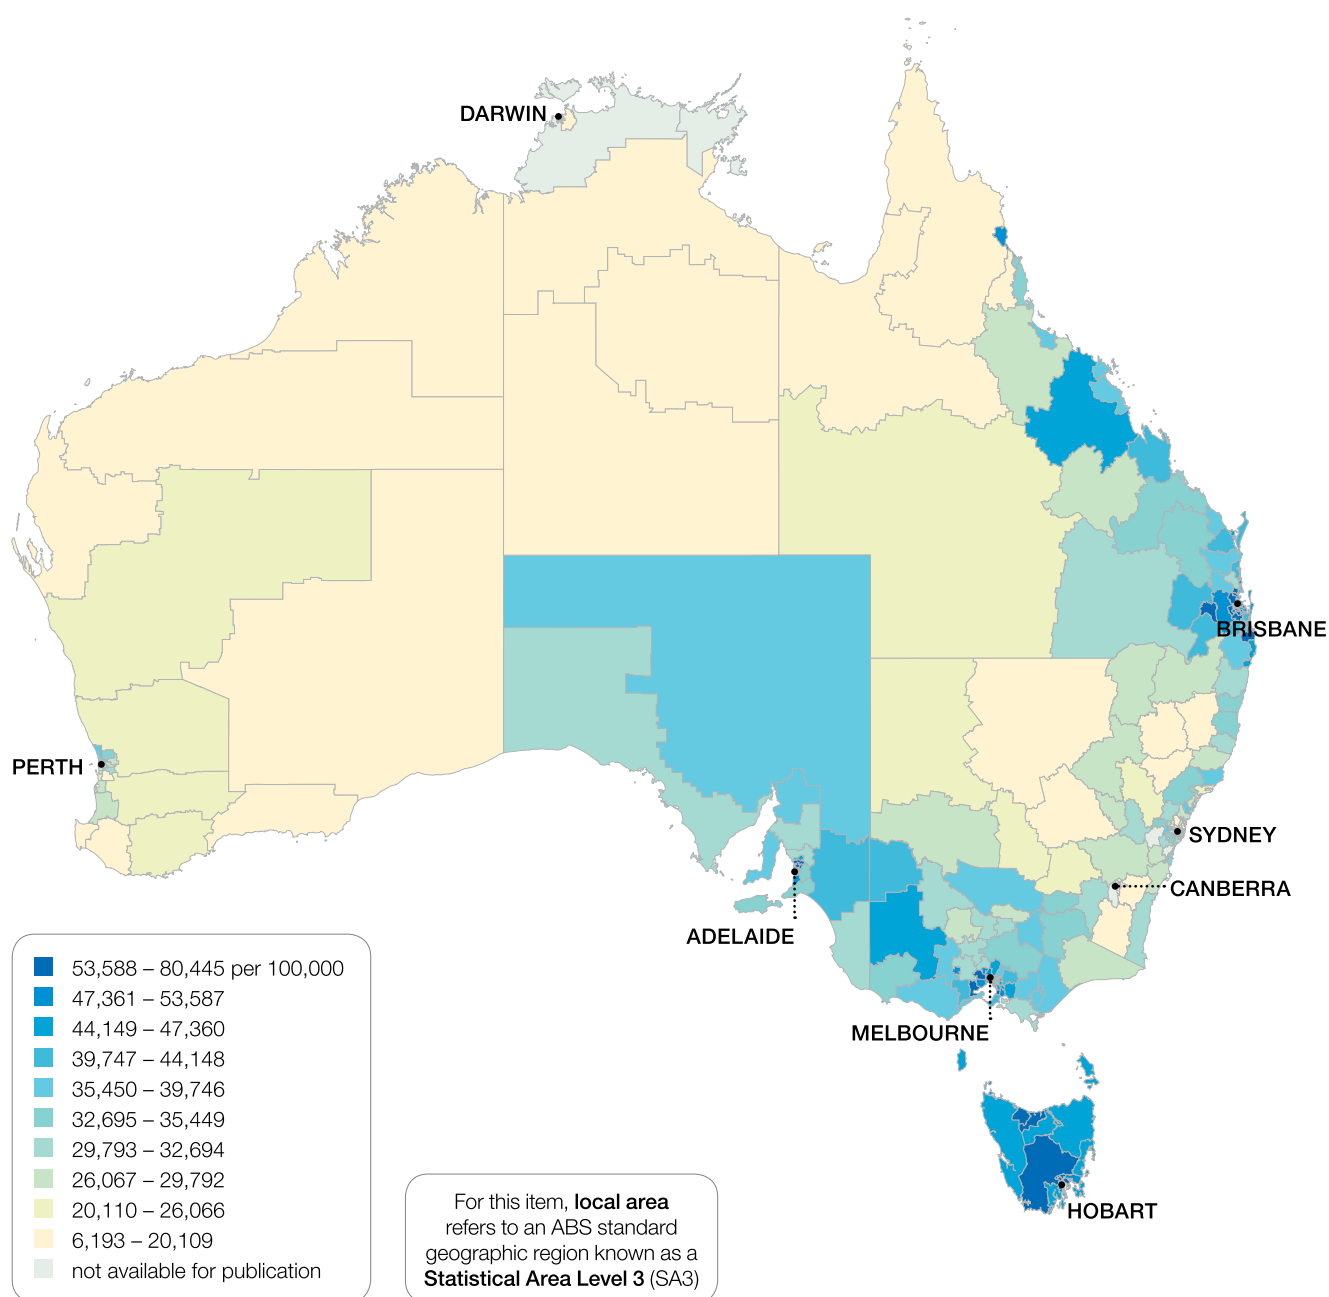 DARWIN
BRISBANE
PERTH
SYDNEY
CANBERRA
ADELAIDE
MELBOURNE
HOBART
53,588 – 80,445 per 100,000
47,361 – 53,587
44,149 – 47,360
39,747 – 44,148
35,450 – 39,746
32,695 – 35,449
29,793 – 32,694
26,067 – 29,792
20,110 – 26,066
6,193 – 20,109
not available for publication
For this item, local area
refers to an ABS standard
geographic region known as a
Statistical Area Level 3 (SA3)